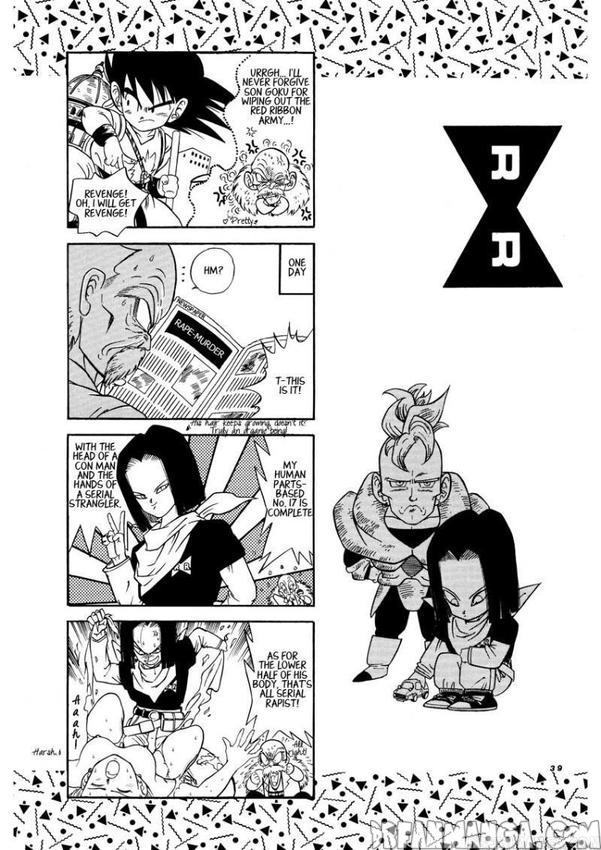 URRGH... I'LL
NEVER FORGIVE
SON GOKU FOR
WIPING OUT THE
RED RIBBON
ARMY...!
REVENGE!
OH, I WILL GET
REVENGE!
♡Pretty♡
R R
ONE
DAY
HM?
NEWSPAPER
RAPE-MURDER
T-THIS
IS IT!
His hair keeps growing, doesn't it?
Truly an organic being!
MY
HUMAN
PARTS-
BASED
No. 17 IS
COMPLETE
WITH THE
HEAD OF A
CON MAN
AND THE
HANDS OF
A SERIAL
STRANGLER.
R R
AS FOR
THE LOWER
HALF OF HIS
BODY, THAT'S
ALL SERIAL
RAPIST!
Aaah!
All
right!
Harsh.
39
DBFANMANGA.COM